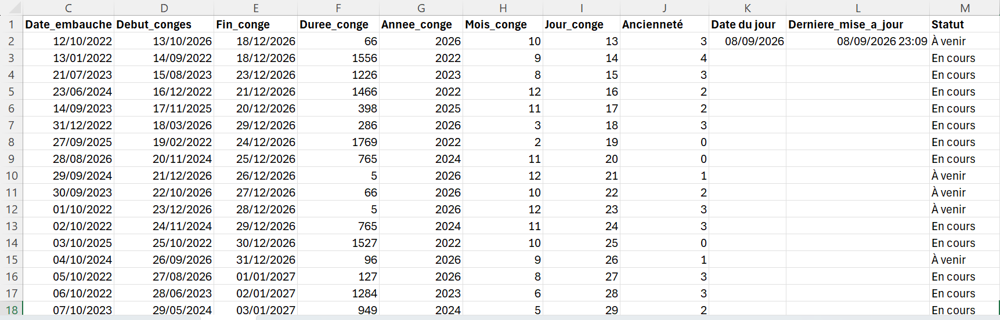 C D E F G H I J K L M
1 Date_embauche Debut_conges Fin_conge Duree_conge Annee_conge Mois_conge Jour_conge Ancienneté Date du jour Derniere_mise_a_jour Statut
2 12/10/2022 13/10/2026 18/12/2026 66 2026 10 13 3 08/09/2026 08/09/2026 23:09 À venir
3 13/01/2022 14/09/2022 18/12/2026 1556 2022 9 14 4 En cours
4 21/07/2023 15/08/2023 23/12/2026 1226 2023 8 15 3 En cours
5 23/06/2024 16/12/2022 21/12/2026 1466 2022 12 16 2 En cours
6 14/09/2023 17/11/2025 20/12/2026 398 2025 11 17 2 En cours
7 31/12/2022 18/03/2026 29/12/2026 286 2026 3 18 3 En cours
8 27/09/2025 19/02/2022 24/12/2026 1769 2022 2 19 0 En cours
9 28/08/2026 20/11/2024 25/12/2026 765 2024 11 20 0 En cours
10 29/09/2024 21/12/2026 26/12/2026 5 2026 12 21 1 À venir
11 30/09/2023 22/10/2026 27/12/2026 66 2026 10 22 2 À venir
12 01/10/2022 23/12/2026 28/12/2026 5 2026 12 23 3 À venir
13 02/10/2022 24/11/2024 29/12/2026 765 2024 11 24 3 En cours
14 03/10/2025 25/10/2022 30/12/2026 1527 2022 10 25 0 En cours
15 04/10/2024 26/09/2026 31/12/2026 96 2026 9 26 1 À venir
16 05/10/2022 27/08/2026 01/01/2027 127 2026 8 27 3 En cours
17 06/10/2022 28/06/2023 02/01/2027 1284 2023 6 28 3 En cours
18 07/10/2023 29/05/2024 03/01/2027 949 2024 5 29 2 En cours